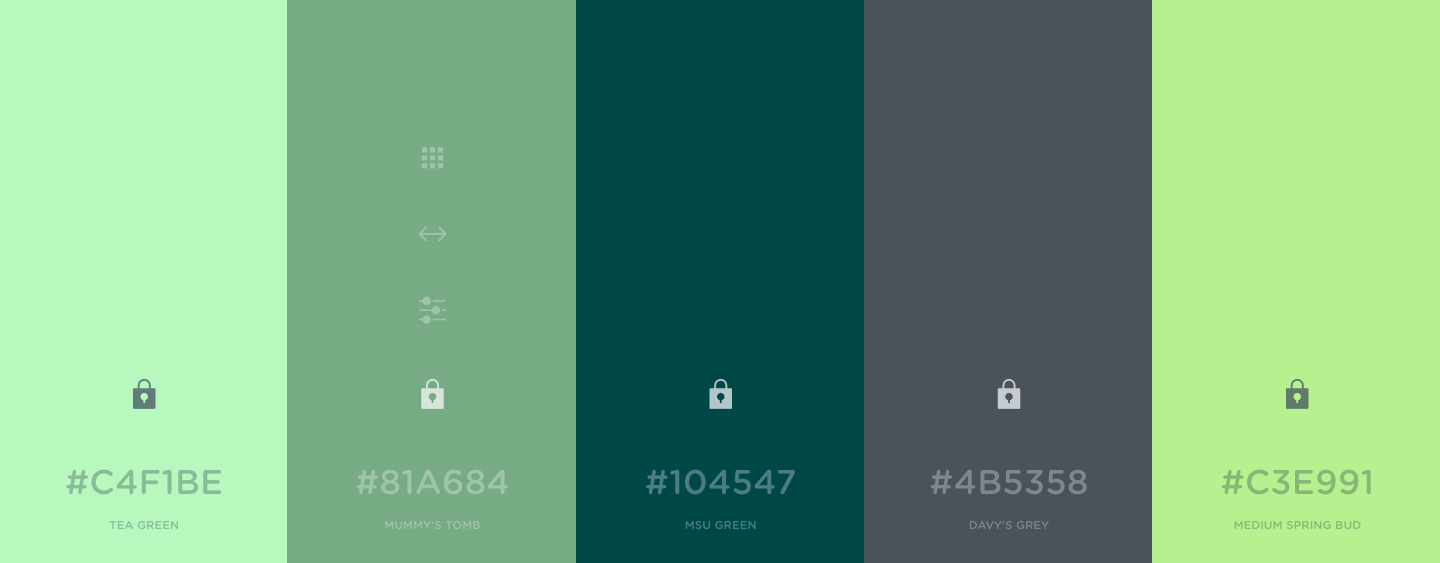 #C4F1BE
TEA GREEN
#81A684
MUMMY'S TOMB
#104547
MSU GREEN
#4B5358
DAVY'S GREY
#C3E991
MEDIUM SPRING BUD